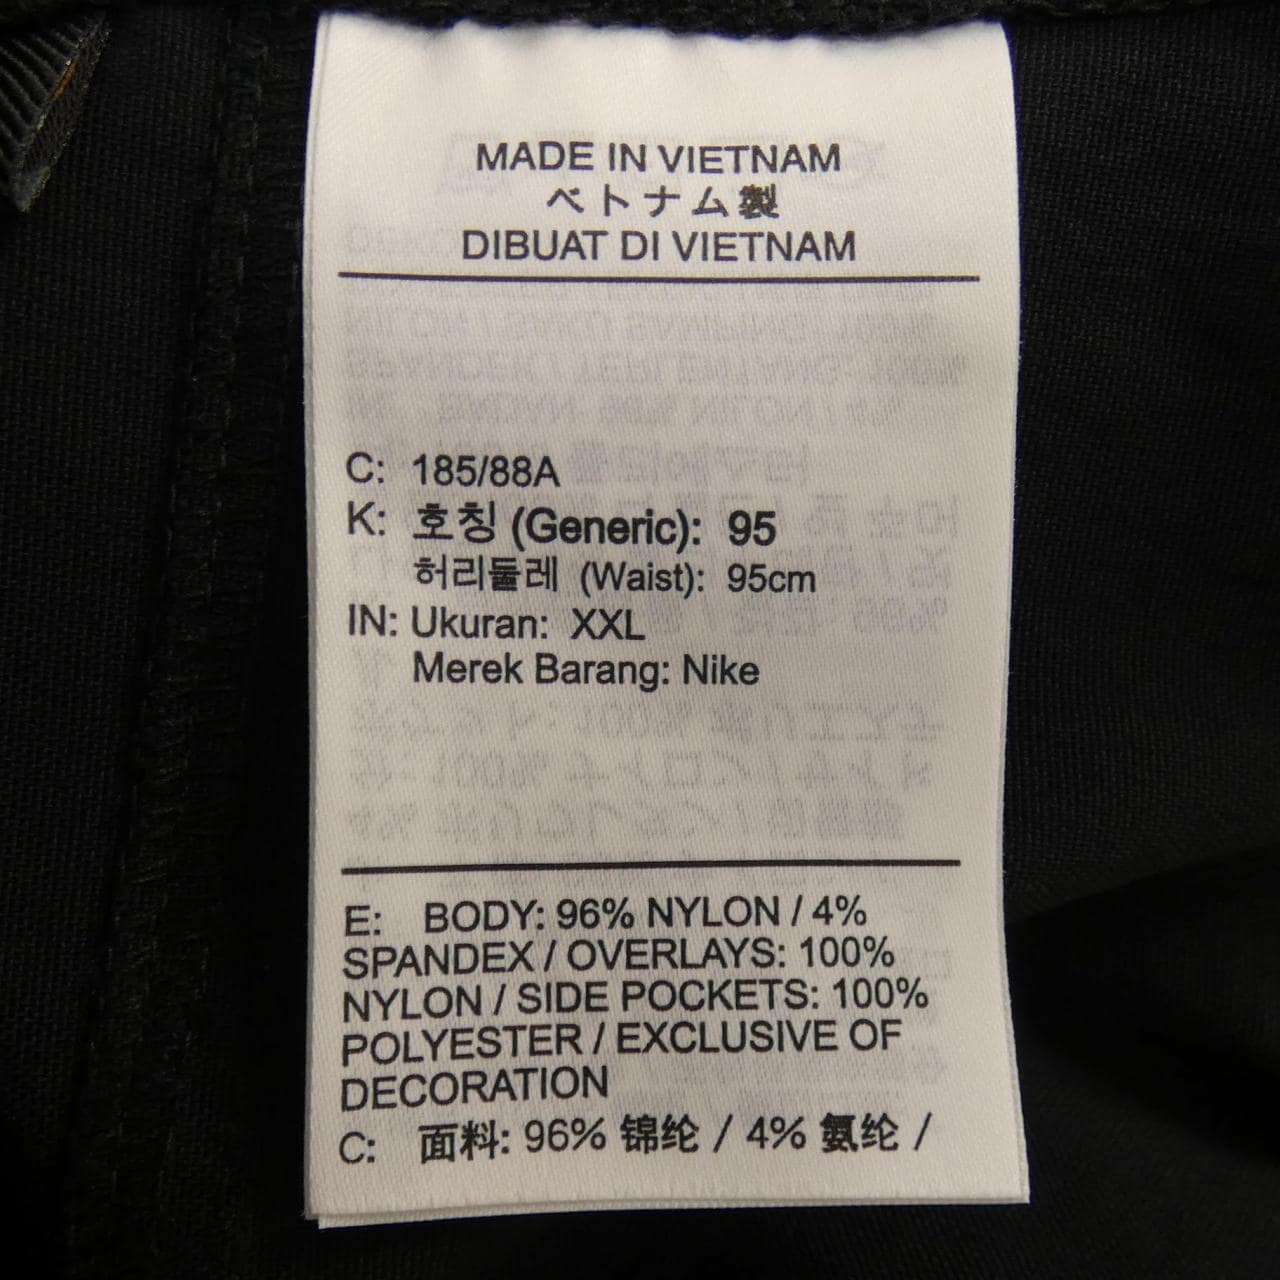 MADE IN VIETNAM
ベトナム製
DIBUAT DI VIETNAM
C: 185/88A
K: 호칭 (Generic): 95
허리둘레 (Waist): 95cm
IN: Ukuran: XXL
Merek Barang: Nike
E: BODY: 96% NYLON / 4%
SPANDEX / OVERLAYS: 100%
NYLON / SIDE POCKETS: 100%
POLYESTER / EXCLUSIVE OF
DECORATION
C: 面料: 96% 锦纶 / 4% 氨纶 /